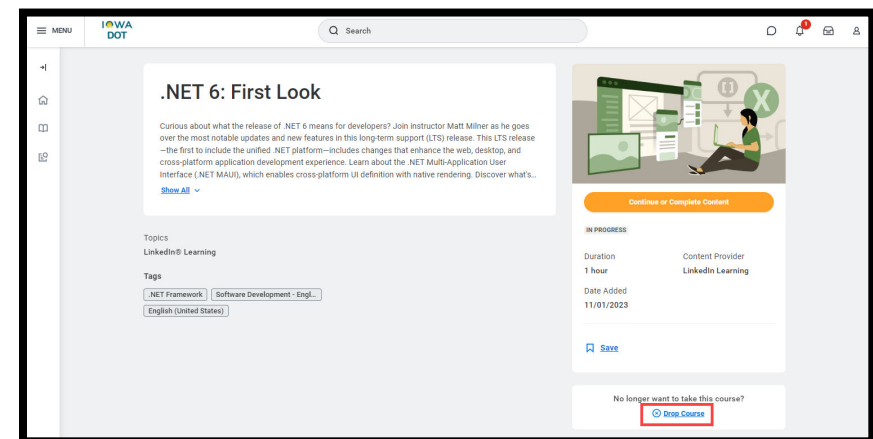 MENU
IOWA
DOT
Search
1
.NET 6: First Look
Curious about what the release of .NET 6 means for developers? Join instructor Matt Milner as he goes
over the most notable updates and new features in this long-term support (LTS) release. This LTS release
—the first to include the unified .NET platform—includes changes that enhance the web, desktop, and
cross-platform application development experience. Learn about the .NET Multi-Application User
Interface (.NET MAUI), which enables cross-platform UI definition with native rendering. Discover what's...
Show All
Topics
LinkedIn® Learning
Tags
.NET Framework
Software Development - Engl...
English (United States)
X
Continue or Complete Content
IN PROGRESS
Duration
1 hour
Content Provider
LinkedIn Learning
Date Added
11/01/2023
Save
No longer want to take this course?
Drop Course